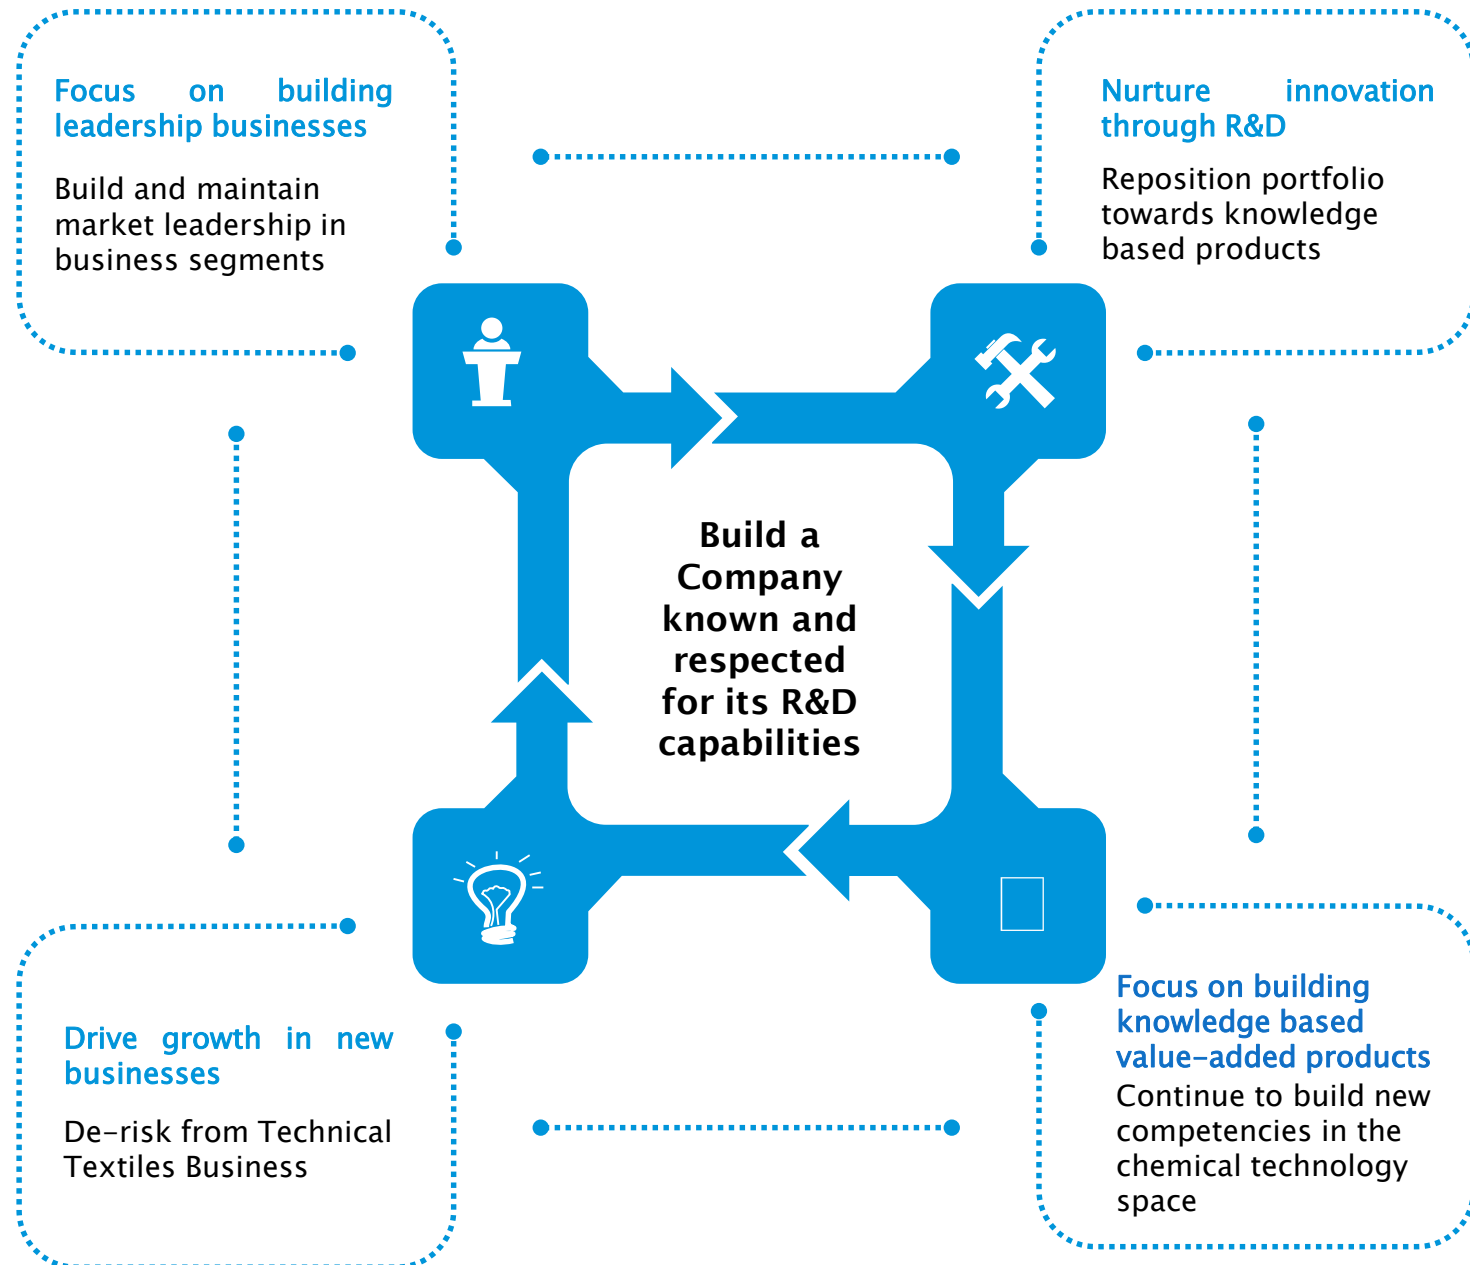 Focus on building
leadership businesses
Build and maintain
market leadership in
business segments
Nurture innovation
through R&D
Reposition portfolio
towards knowledge
based products
Build a
Company
known and
respected
for its R&D
capabilities
Drive growth in new
businesses
De-risk from Technical
Textiles Business
Focus on building
knowledge based
value-added products
Continue to build new
competencies in the
chemical technology
space